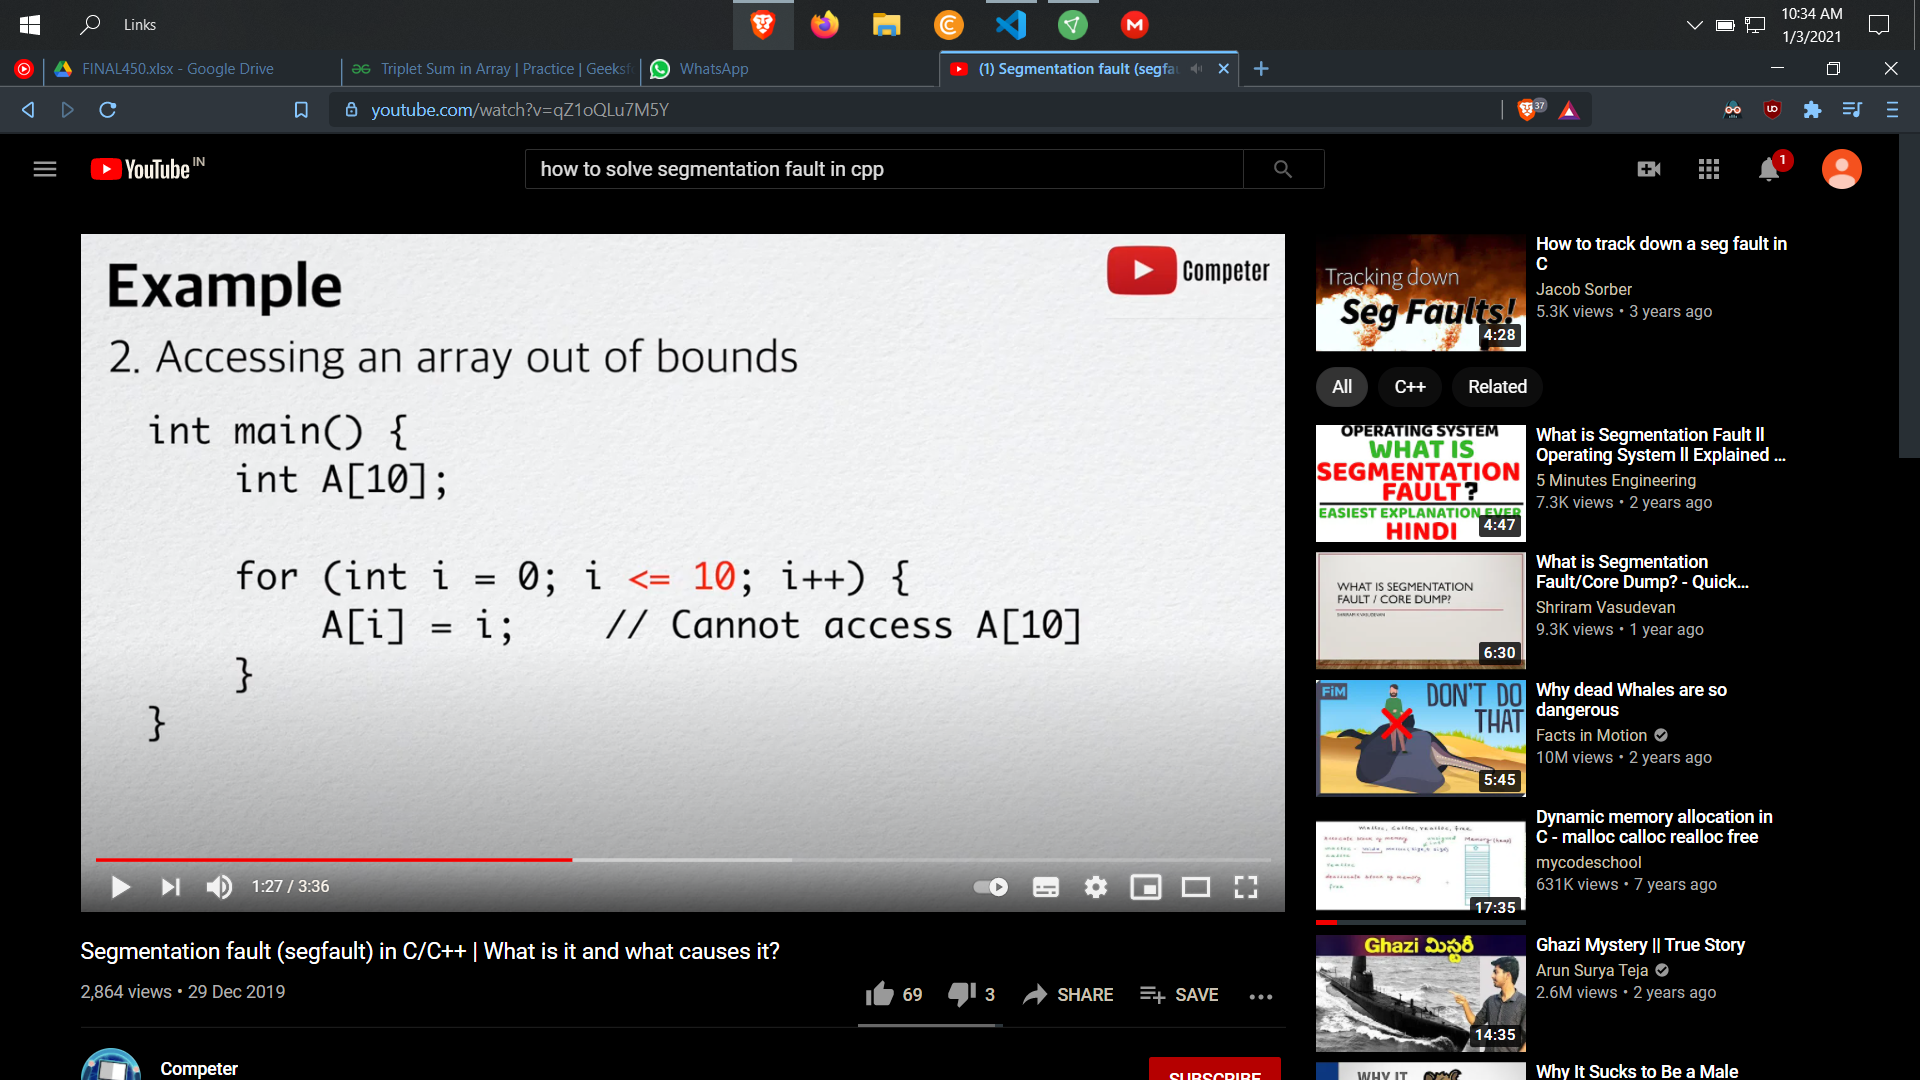 Links
10:34 AM
1/3/2021
FINAL450.xlsx - Google Drive
Triplet Sum in Array | Practice | Geeksf
WhatsApp
(1) Segmentation fault (segfau
youtube.com/watch?v=qZ1oQLu7M5Y
37
YouTube IN
how to solve segmentation fault in cpp
1
Example
Competer
2. Accessing an array out of bounds
int main() {
int A[10];
for (int i = 0; i <= 10; i++) {
A[i] = i; // Cannot access A[10]
}
}
1:27 / 3:36
Segmentation fault (segfault) in C/C++ | What is it and what causes it?
2,864 views • 29 Dec 2019
69
3
SHARE
SAVE
Competer
SUBSCRIBE
Tracking down
Seg Faults!
4:28
How to track down a seg fault in
C
Jacob Sorber
5.3K views • 3 years ago
All
C++
Related
OPERATING SYSTEM
WHAT IS
SEGMENTATION
FAULT?
EASIEST EXPLANATION EVER
HINDI
4:47
What is Segmentation Fault ll
Operating System ll Explained ...
5 Minutes Engineering
7.3K views • 2 years ago
WHAT IS SEGMENTATION
FAULT / CORE DUMP?
6:30
What is Segmentation
Fault/Core Dump? - Quick...
Shriram Vasudevan
9.3K views • 1 year ago
FiM
DON'T DO
THAT
5:45
Why dead Whales are so
dangerous
Facts in Motion
10M views • 2 years ago
malloc, calloc, realloc, free
17:35
Dynamic memory allocation in
C - malloc calloc realloc free
mycodeschool
631K views • 7 years ago
Ghazi మిస్టరీ
14:35
Ghazi Mystery || True Story
Arun Surya Teja
2.6M views • 2 years ago
WHY IT
Why It Sucks to Be a Male